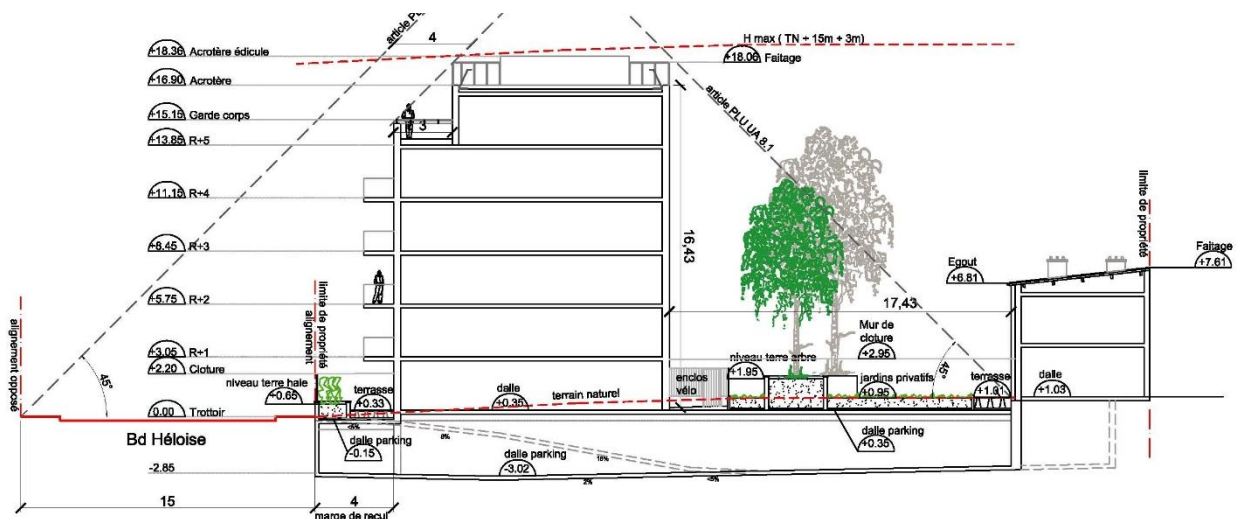 article PLU
4
H max ( TN + 15m + 3m)
+18.36 Acrotère édicule
+18.06 Faitage
+16.90 Acrotère
article PLU UA 8.1
+15.15 Garde corps
3
+13.85 R+5
+11.15 R+4
limite de propriété
+8.45 R+3
16,43
Faitage
+7.61
Egout
+6.81
+5.75 R+2
17,43
limite de propriété
alignement
alignement opposé
Mur de
cloture
+2.95
+3.05 R+1
+2.20 Cloture
niveau terre arbre
+1.95
45°
45°
niveau terre haie
+0.65
terrasse
+0.33
dalle
+0.35
terrain naturel
enclos
vélo
jardins privatifs
+0.95
terrasse
+1.01
dalle
+1.03
0.00 Trottoir
Bd Héloise
dalle parking
-0.15
dalle parking
+0.35
dalle parking
-3.02
-2.85
2%
15
4
marge de recul